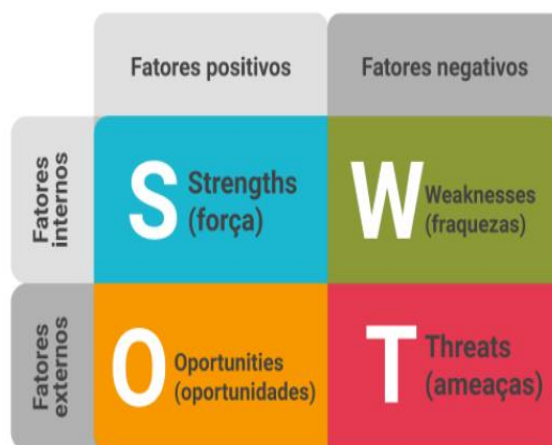 Fatores positivos
Fatores negativos
Fatores
internos
S
Strengths
(força)
W
Weaknesses
(fraquezas)
Fatores
externos
O
Oportunities
(oportunidades)
T
Threats
(ameaças)